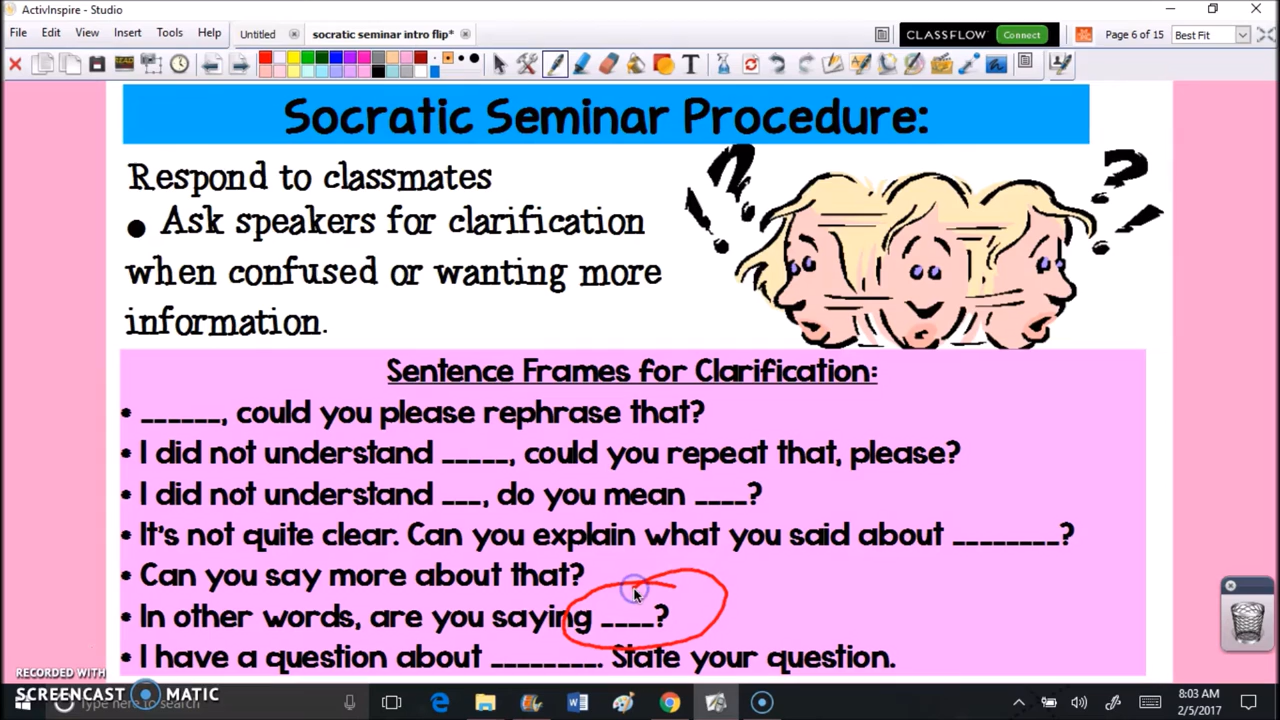 ActivInspire - Studio
File Edit View Insert Tools Help Untitled socratic seminar intro flip* CLASSFLOW Connect Page 6 of 15 Best Fit
Socratic Seminar Procedure:
Respond to classmates
• Ask speakers for clarification
when confused or wanting more
information.
Sentence Frames for Clarification:
• ______, could you please rephrase that?
• I did not understand _____, could you repeat that, please?
• I did not understand ___, do you mean ____?
• It's not quite clear. Can you explain what you said about ________?
• Can you say more about that?
• In other words, are you saying ____?
• I have a question about ________. State your question.
RECORDED WITH
SCREENCAST MATIC
Type here to search
8:03 AM
2/5/2017